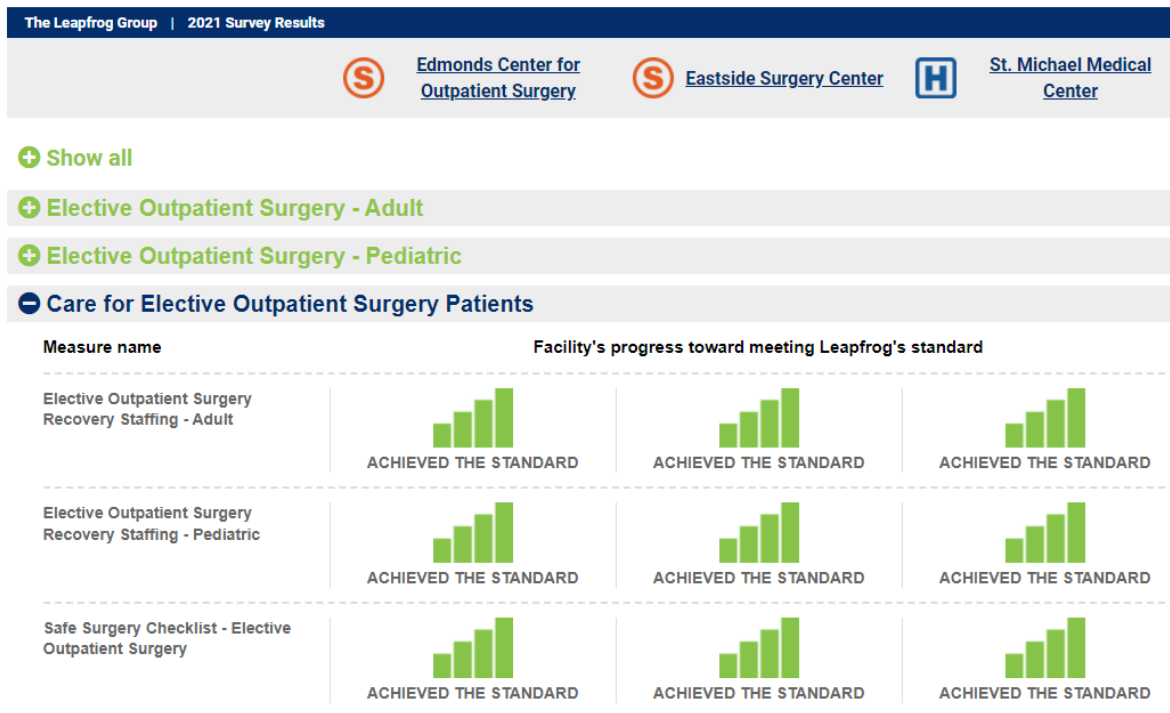 The Leapfrog Group | 2021 Survey Results
S Edmonds Center for
Outpatient Surgery
S Eastside Surgery Center
H St. Michael Medical
Center
Show all
Elective Outpatient Surgery - Adult
Elective Outpatient Surgery - Pediatric
Care for Elective Outpatient Surgery Patients
Measure name Facility's progress toward meeting Leapfrog's standard
Elective Outpatient Surgery
Recovery Staffing - Adult
ACHIEVED THE STANDARD ACHIEVED THE STANDARD ACHIEVED THE STANDARD
Elective Outpatient Surgery
Recovery Staffing - Pediatric
ACHIEVED THE STANDARD ACHIEVED THE STANDARD ACHIEVED THE STANDARD
Safe Surgery Checklist - Elective
Outpatient Surgery
ACHIEVED THE STANDARD ACHIEVED THE STANDARD ACHIEVED THE STANDARD